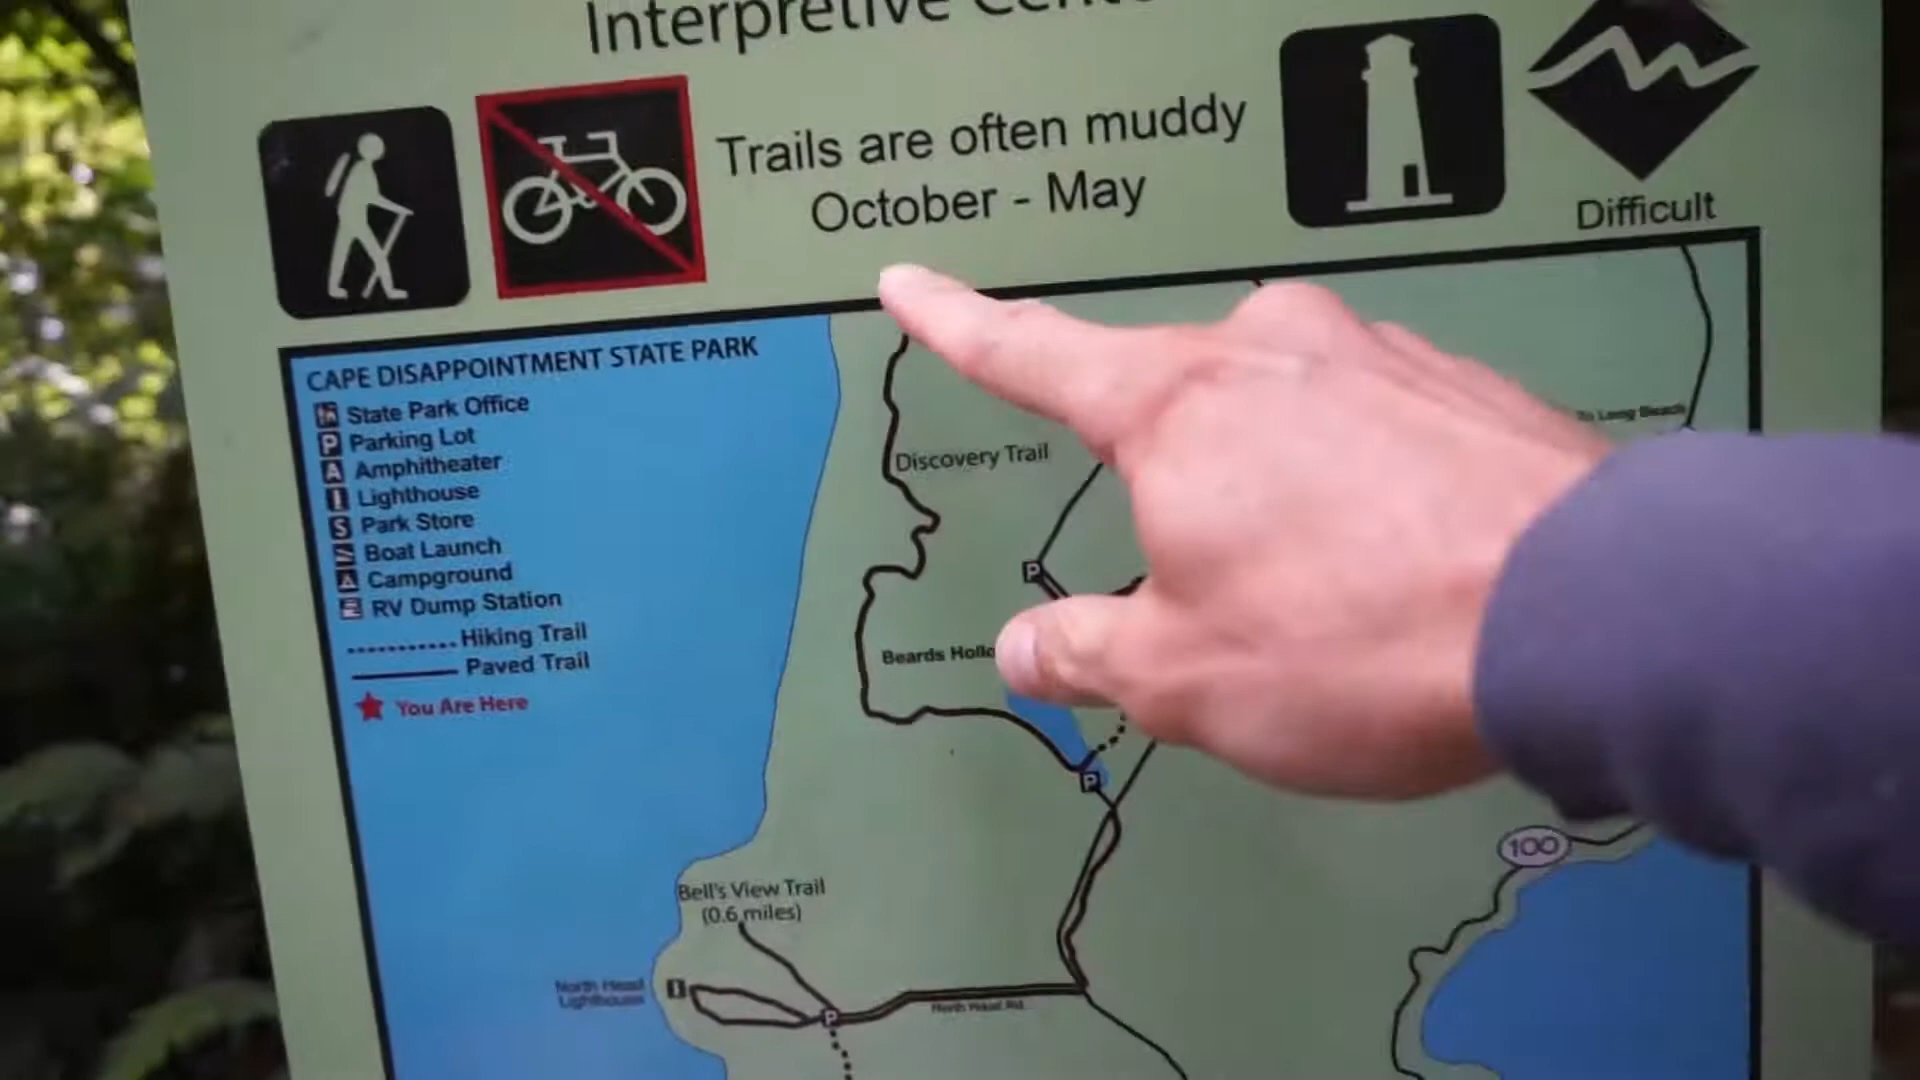 Interpretive
Trails are often muddy
October - May
Difficult
CAPE DISAPPOINTMENT STATE PARK
State Park Office
P Parking Lot
A Amphitheater
Lighthouse
S Park Store
Boat Launch
Campground
RV Dump Station
Hiking Trail
Paved Trail
You Are Here
To Long Beach
Discovery Trail
P
Beards Hollo
P
100
Bell's View Trail
(0.6 miles)
North Head
Lighthouse
P
North Head Rd.